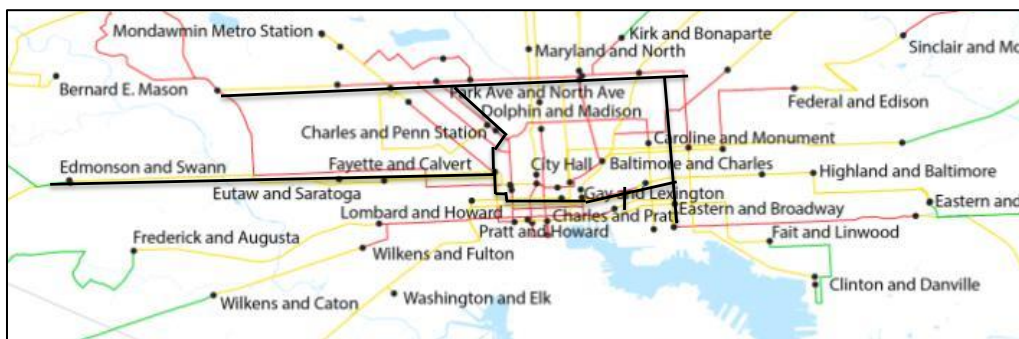 Mondawmin Metro Station
Kirk and Bonaparte
Sinclair and Mo
Maryland and North
Bernard E. Mason
Park Ave and North Ave
Federal and Edison
Dolphin and Madison
Charles and Penn Station
Caroline and Monument
Edmonson and Swann
Fayette and Calvert
City Hall
Baltimore and Charles
Highland and Baltimore
Eutaw and Saratoga
Gay and Lexington
Eastern and
Lombard and Howard
Charles and Pratt
Eastern and Broadway
Frederick and Augusta
Pratt and Howard
Fait and Linwood
Wilkens and Fulton
Clinton and Danville
Wilkens and Caton
Washington and Elk